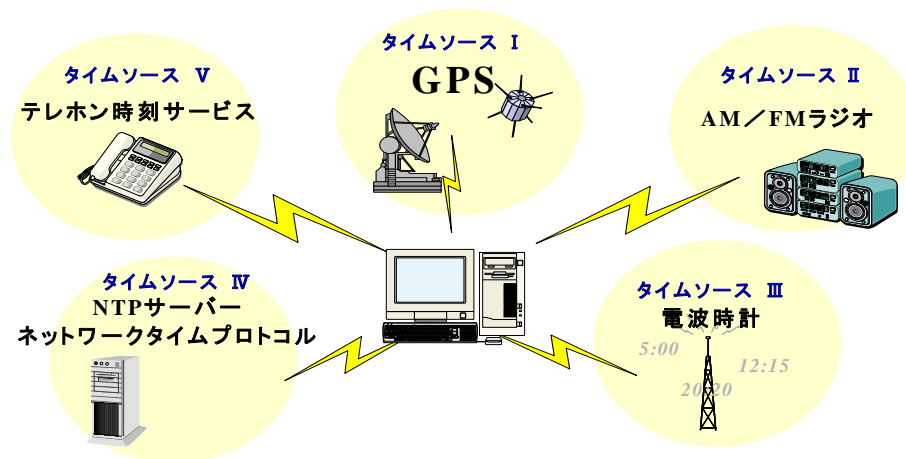 タイムソース Ⅰ
GPS
タイムソース Ⅱ
AM／FMラジオ
タイムソース Ⅲ
電波時計
5:00
12:15
20:20
タイムソース Ⅳ
NTPサーバー
ネットワークタイムプロトコル
タイムソース Ⅴ
テレホン時刻サービス